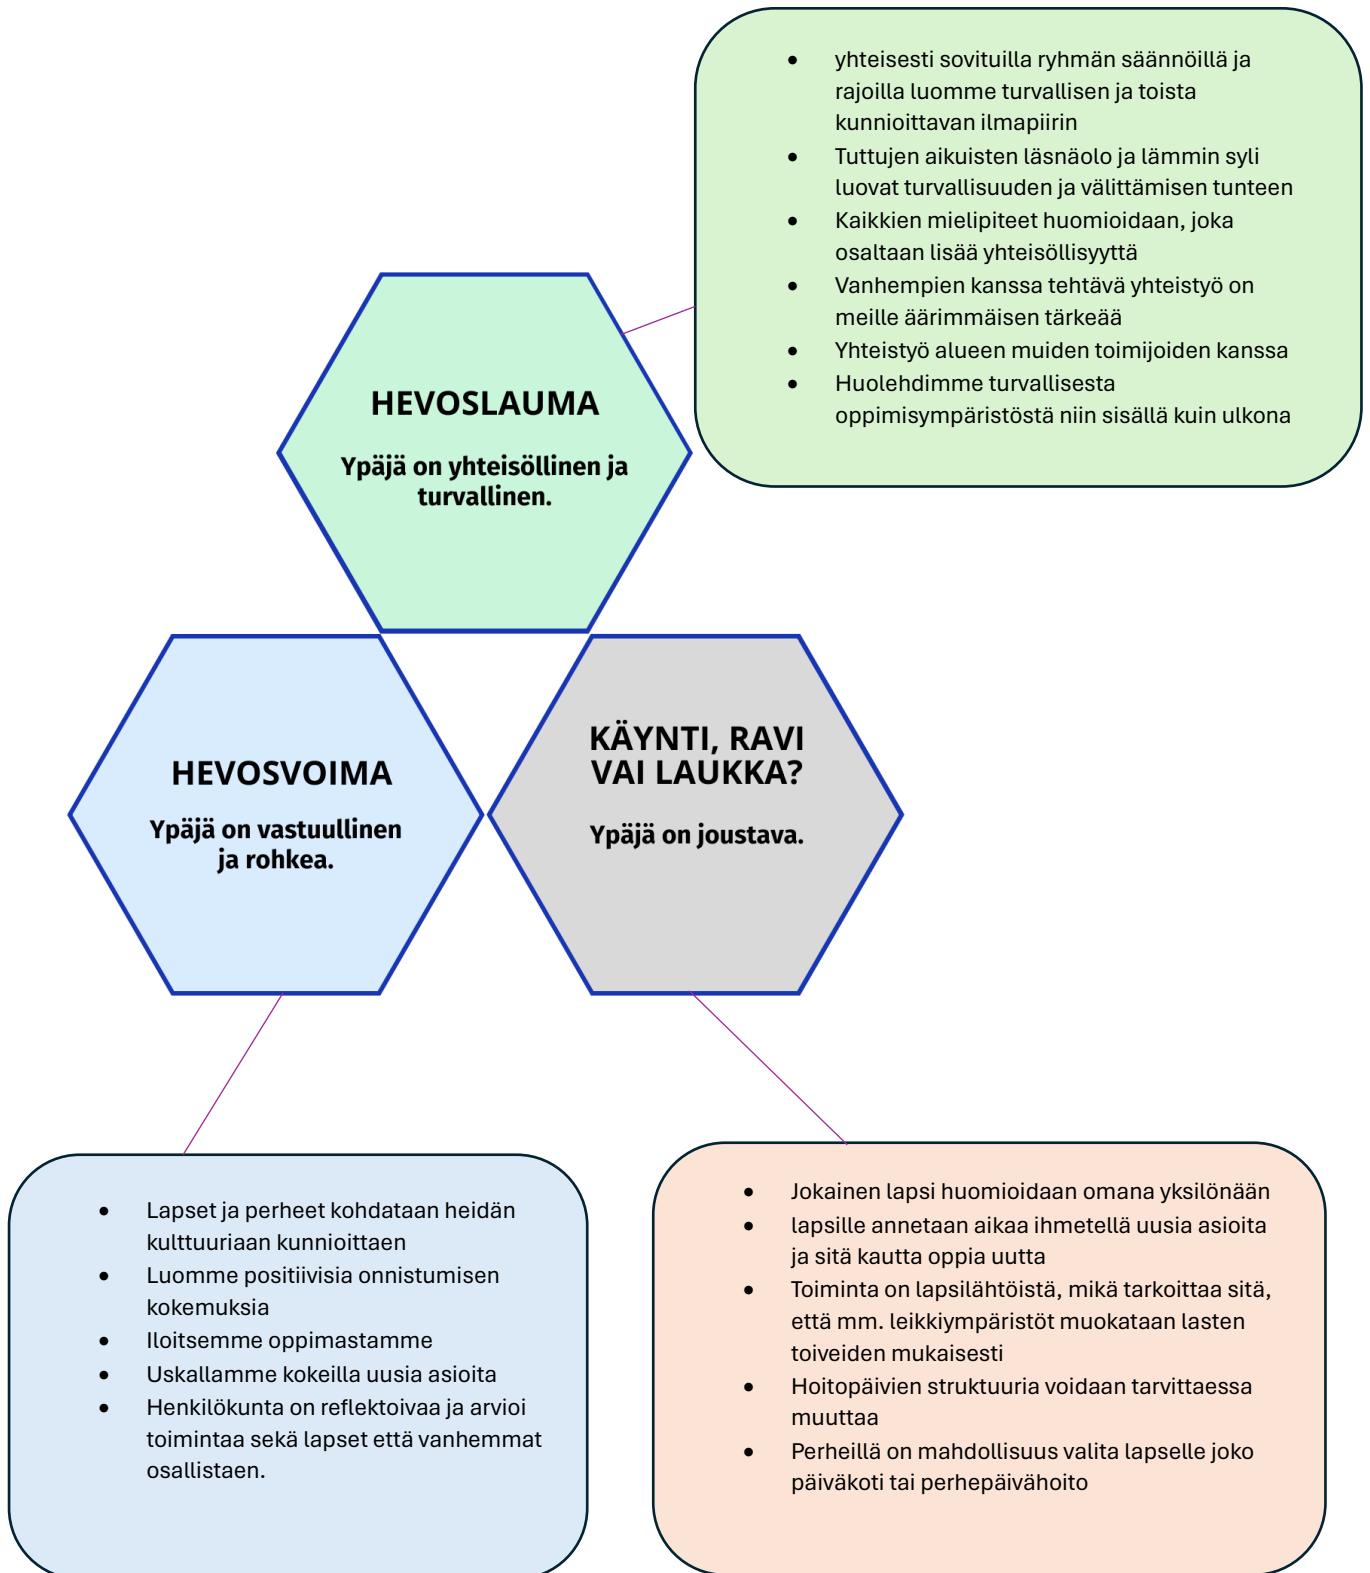 • yhteisesti sovituilla ryhmän säännöillä ja
rajoilla luomme turvallisen ja toista
kunnioittavan ilmapiirin
• Tuttujen aikuisten läsnäolo ja lämmin syli
luovat turvallisuuden ja välittämisen tunteen
• Kaikkien mielipiteet huomioidaan, joka
osaltaan lisää yhteisöllisyyttä
• Vanhempien kanssa tehtävä yhteistyö on
meille äärimmäisen tärkeää
• Yhteistyö alueen muiden toimijoiden kanssa
• Huolehdimme turvallisesta
oppimisympäristöstä niin sisällä kuin ulkona
HEVOSLAUMA
Ypäjä on yhteisöllinen ja
turvallinen.
HEVOSVOIMA
Ypäjä on vastuullinen
ja rohkea.
KÄYNTI, RAVI
VAI LAUKKA?
Ypäjä on joustava.
• Lapset ja perheet kohdataan heidän
kulttuuriaan kunnioittaen
• Luomme positiivisia onnistumisen
kokemuksia
• Iloitsemme oppimastamme
• Uskallamme kokeilla uusia asioita
• Henkilökunta on reflektoivaa ja arvioi
toimintaa sekä lapset että vanhemmat
osallistaen.
• Jokainen lapsi huomioidaan omana yksilönään
• lapsille annetaan aikaa ihmetellä uusia asioita
ja sitä kautta oppia uutta
• Toiminta on lapsilähtöistä, mikä tarkoittaa sitä,
että mm. leikkiympäristöt muokataan lasten
toiveiden mukaisesti
• Hoitopäivien struktuuria voidaan tarvittaessa
muuttaa
• Perheillä on mahdollisuus valita lapselle joko
päiväkoti tai perhepäivähoito